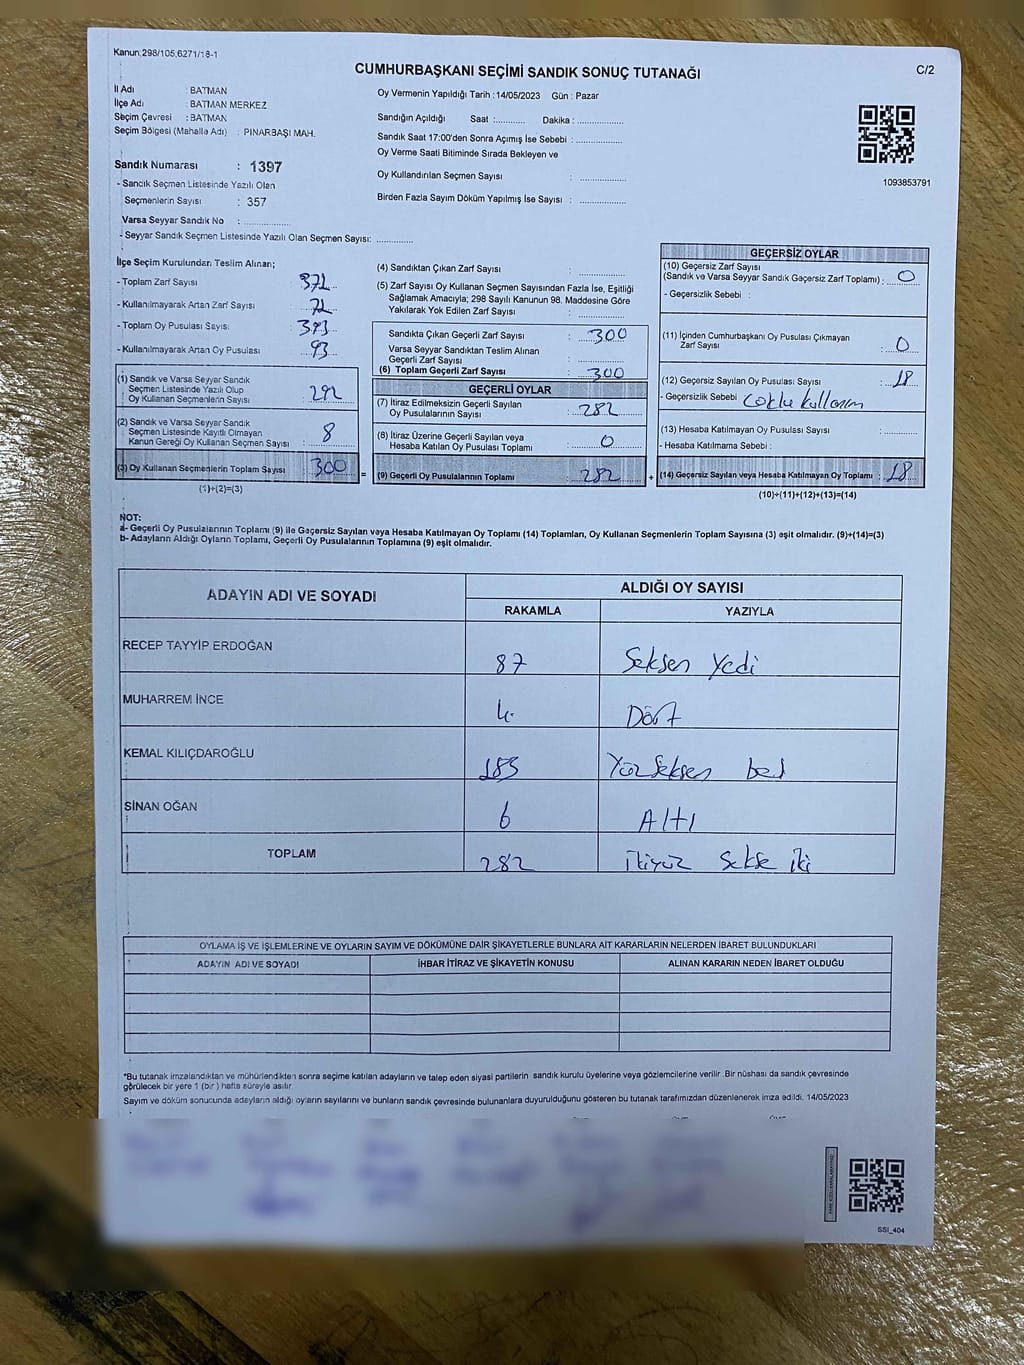 Kanun;298/105,6271/18-1
CUMHURBAŞKANI SEÇİMİ SANDIK SONUÇ TUTANAĞI
C/2
İl Adı : BATMAN
İlçe Adı : BATMAN MERKEZ
Seçim Çevresi : BATMAN
Seçim Bölgesi (Mahalle Adı) : PINARBAŞI MAH.
Sandık Numarası : 1397
- Sandık Seçmen Listesinde Yazılı Olan
Seçmenlerin Sayısı : 357
Varsa Seyyar Sandık No : ..............
- Seyyar Sandık Seçmen Listesinde Yazılı Olan Seçmen Sayısı: ............
Oy Vermenin Yapıldığı Tarih : 14/05/2023 Gün : Pazar
Sandığın Açıldığı Saat :.......... Dakika : ..............
Sandık Saat 17:00'den Sonra Açımış İse Sebebi : ..............
Oy Verme Saati Bitiminde Sırada Bekleyen ve
Oy Kullandırılan Seçmen Sayısı : ..............
Birden Fazla Sayım Döküm Yapılmış İse Sayısı : ..............
1093853791
İlçe Seçim Kurulundan Teslim Alınan;
- Toplam Zarf Sayısı :
- Kullanılmayarak Artan Zarf Sayısı :
- Toplam Oy Pusulası Sayısı : 393
- Kullanılmayarak Artan Oy Pusulası : 93
(1) Sandık ve Varsa Seyyar Sandık
Seçmen Listesinde Yazılı Olup
Oy Kullanan Seçmenlerin Sayısı : 292
(2) Sandık ve Varsa Seyyar Sandık
Seçmen Listesinde Kayıtlı Olmayan
Kanun Gereği Oy Kullanan Seçmen Sayısı : 8
(3) Oy Kullanan Seçmenlerin Toplam Sayısı 300 =
(1)+(2)=(3)
(4) Sandıktan Çıkan Zarf Sayısı : ..............
(5) Zarf Sayısı Oy Kullanan Seçmen Sayısından Fazla İse, Eşitliği
Sağlamak Amacıyla; 298 Sayılı Kanunun 98. Maddesine Göre
Yakılarak Yok Edilen Zarf Sayısı : ..............
Sandıkta Çıkan Geçerli Zarf Sayısı : 300
Varsa Seyyar Sandıktan Teslim Alınan
Geçerli Zarf Sayısı : ..............
(6) Toplam Geçerli Zarf Sayısı : 300
GEÇERLİ OYLAR
(7) İtiraz Edilmeksizin Geçerli Sayılan
Oy Pusulalarının Sayısı : 282
(8) İtiraz Üzerine Geçerli Sayılan veya
Hesaba Katılan Oy Pusulası Toplamı : 0
(9) Geçerli Oy Pusulalarının Toplamı : 282 +
GEÇERSİZ OYLAR
(10) Geçersiz Zarf Sayısı
(Sandık ve Varsa Seyyar Sandık Geçersiz Zarf Toplamı) : 0
- Geçersizlik Sebebi :
(11) İçinden Cumhurbaşkanı Oy Pusulası Çıkmayan
Zarf Sayısı : 0
(12) Geçersiz Sayılan Oy Pusulası Sayısı : 18
- Geçersizlik Sebebi çoklu kullanım
(13) Hesaba Katılmayan Oy Pusulası Sayısı : ..............
- Hesaba Katılmama Sebebi :
(14) Geçersiz Sayılan veya Hesaba Katılmayan Oy Toplamı : 18
(10)+(11)+(12)+(13)=(14)
NOT:
a- Geçerli Oy Pusulalarının Toplamı (9) ile Geçersiz Sayılan veya Hesaba Katılmayan Oy Toplamı (14) Toplamları, Oy Kullanan Seçmenlerin Toplam Sayısına (3) eşit olmalıdır. (9)+(14)=(3)
b- Adayların Aldığı Oyların Toplamı, Geçerli Oy Pusulalarının Toplamına (9) eşit olmalıdır.
ADAYIN ADI VE SOYADI ALDIĞI OY SAYISI
RAKAMLA YAZIYLA
RECEP TAYYİP ERDOĞAN 87 Seksen yedi
MUHARREM İNCE 4 Dört
KEMAL KILIÇDAROĞLU 185 Yüzseksen beş
SİNAN OĞAN 6 Altı
TOPLAM 282 ikiyüz sekse iki
OYLAMA İŞ VE İŞLEMLERİNE VE OYLARIN SAYIM VE DÖKÜMÜNE DAİR ŞİKAYETLERLE BUNLARA AİT KARARLARIN NELERDEN İBARET BULUNDUKLARI
ADAYIN ADI VE SOYADI İHBAR İTİRAZ VE ŞİKAYETİN KONUSU ALINAN KARARIN NEDEN İBARET OLDUĞU
*Bu tutanak imzalandıktan ve mühürlendikten sonra seçime katılan adayların ve talep eden siyasi partilerin sandık kurulu üyelerine veya gözlemcilerine verilir. Bir nüshası da sandık çevresinde
görülecek bir yere 1 (bir ) hafta süreyle asılır.
Sayım ve döküm sonucunda adayların aldığı oyların sayılarını ve bunların sandık çevresinde bulunanlara duyurulduğunu gösteren bu tutanak tarafımızdan düzenlenerek imza edildi. 14/05/2023
SSI_404